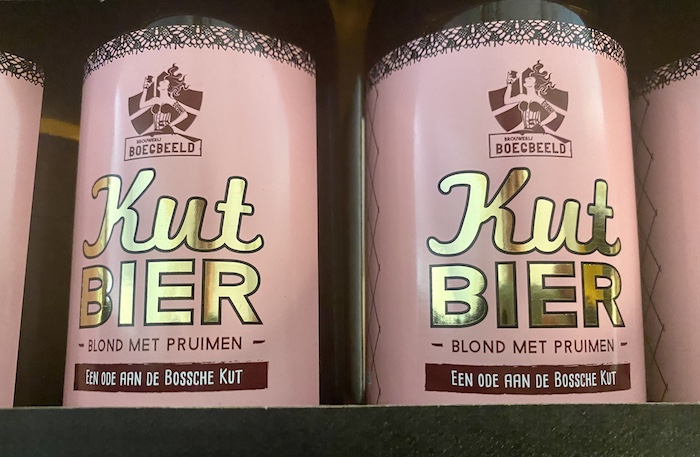 BROUWERIJ
BOEGBEELD
Kut
BIER
BLOND MET PRUIMEN
EEN ODE AAN DE BOSSCHE KUT
BROUWERIJ
BOEGBEELD
Kut
BIER
BLOND MET PRUIMEN
EEN ODE AAN DE BOSSCHE KUT